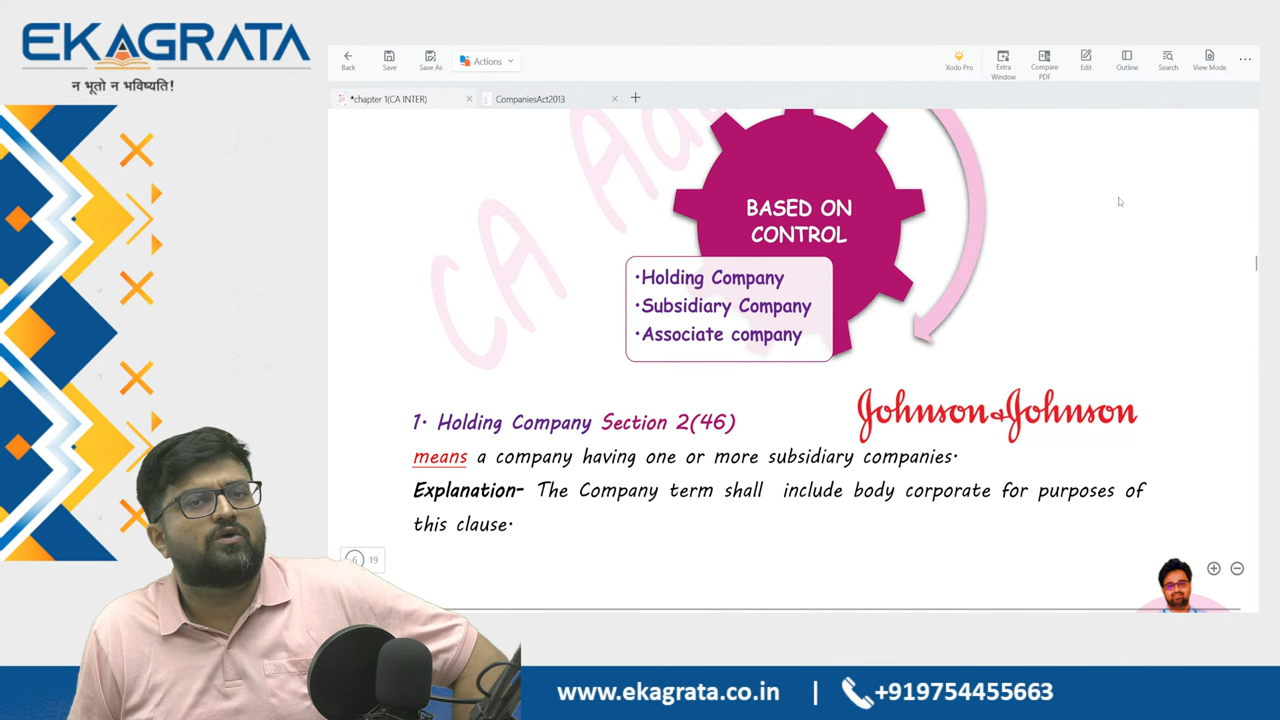 EKAGRATA
न भूतो न भविष्यति!
Back
Save
Save As
Actions
Xodo Pro
Extra Window
Compare PDF
Edit
Outline
Search
View Mode
*chapter 1(CA INTER)
CompaniesAct2013
CA
BASED ON
CONTROL
•Holding Company
•Subsidiary Company
•Associate company
Johnson & Johnson
1. Holding Company Section 2(46)
means a company having one or more subsidiary companies.
Explanation- The Company term shall include body corporate for purposes of
this clause.
6 19
www.ekagrata.co.in | +919754455663